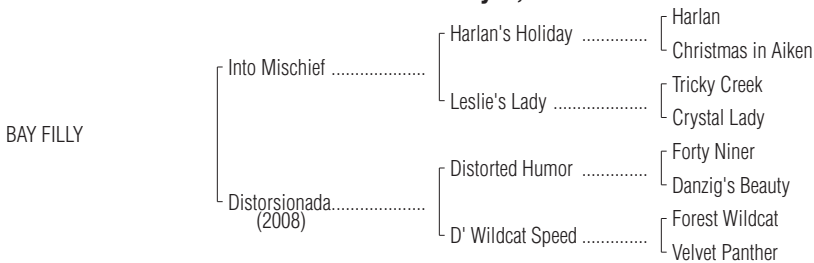 Harlan
Harlan's Holiday ..............
Christmas in Aiken
Into Mischief .....................
Tricky Creek
Leslie's Lady .....................
Crystal Lady
BAY FILLY
Forty Niner
Distorted Humor ..............
Danzig's Beauty
Distorsionada.....................
(2008)
Forest Wildcat
D' Wildcat Speed ..............
Velvet Panther